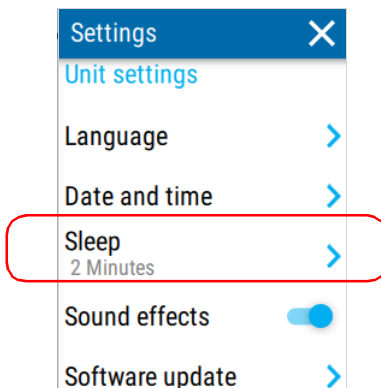 Settings
Unit settings
Language
Date and time
Sleep
2 Minutes
Sound effects
Software update